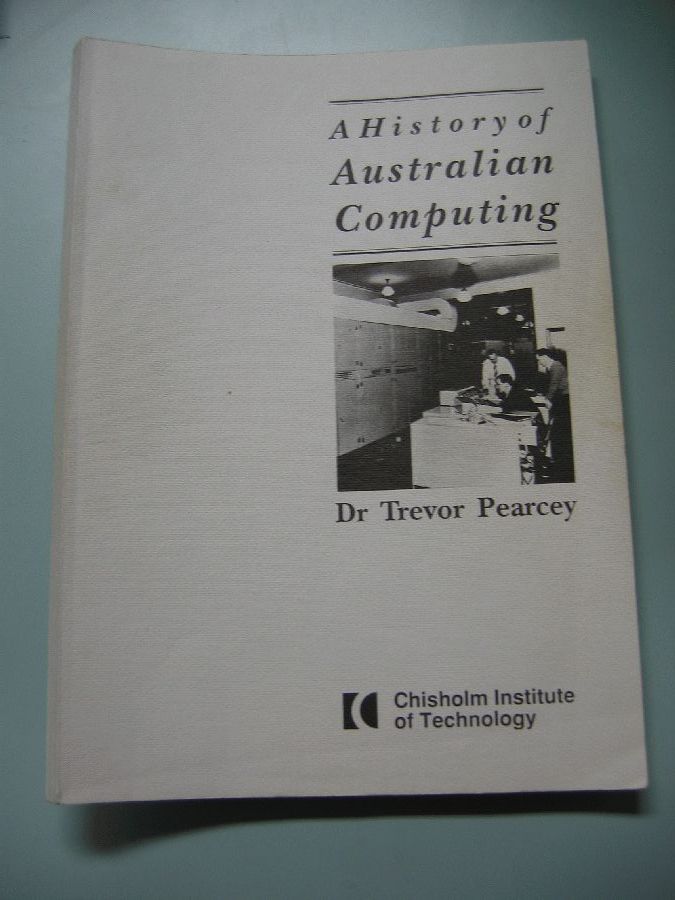 A History of
Australian
Computing
Dr Trevor Pearcey
Chisholm Institute
of Technology